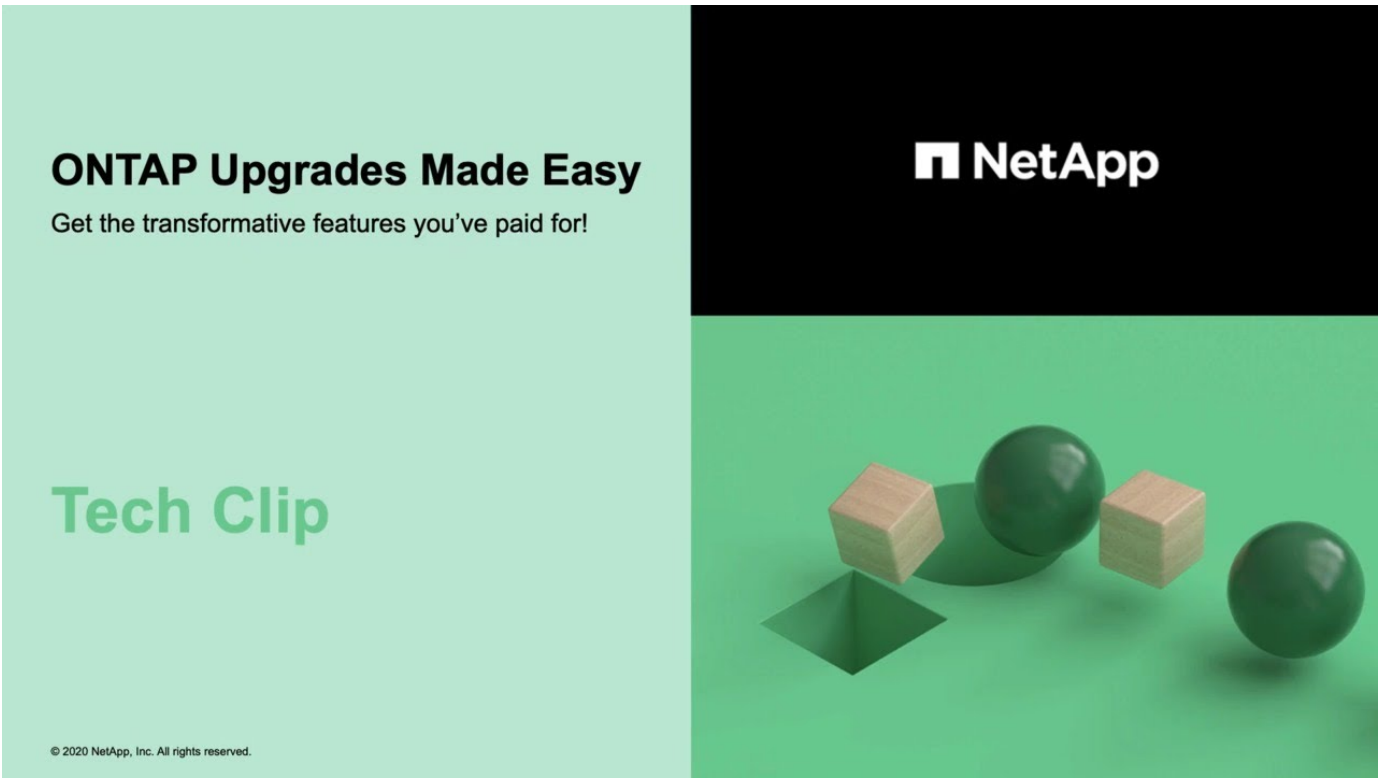 ONTAP Upgrades Made Easy
Get the transformative features you’ve paid for!
NetApp
Tech Clip
© 2020 NetApp, Inc. All rights reserved.